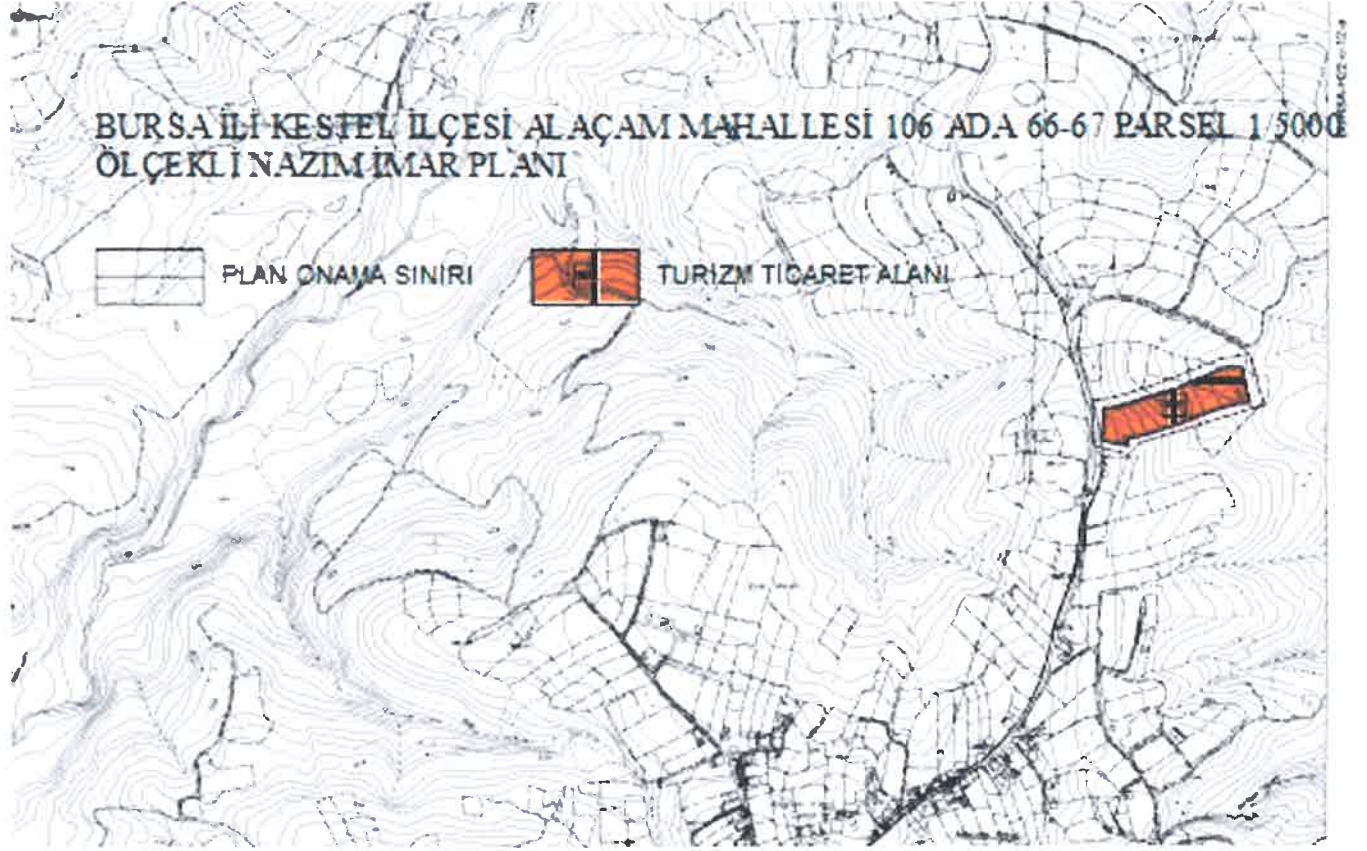 BURSA İLİ KESTEL İLÇESİ ALAÇAM MAHALLESİ 106 ADA 66-67 PARSEL 1/5000
ÖLÇEKLİ NAZIM İMAR PLANI
PLAN ONAMA SINIRI
TURİZM TİCARET ALANI